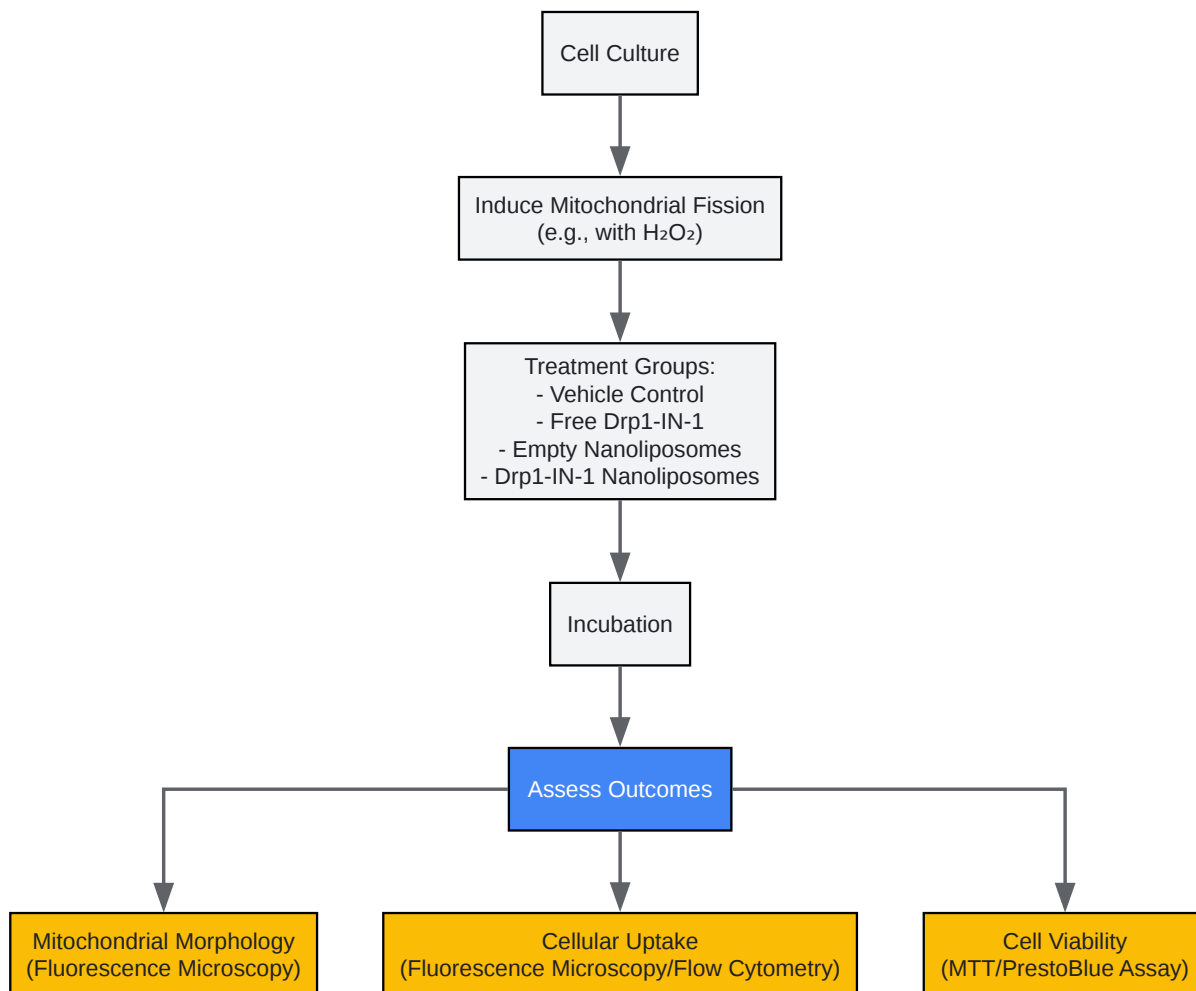 Cell Culture
Induce Mitochondrial Fission
(e.g., with H₂O₂)
Treatment Groups:
- Vehicle Control
- Free Drp1-IN-1
- Empty Nanoliposomes
- Drp1-IN-1 Nanoliposomes
Incubation
Assess Outcomes
Mitochondrial Morphology
(Fluorescence Microscopy)
Cellular Uptake
(Fluorescence Microscopy/Flow Cytometry)
Cell Viability
(MTT/PrestoBlue Assay)